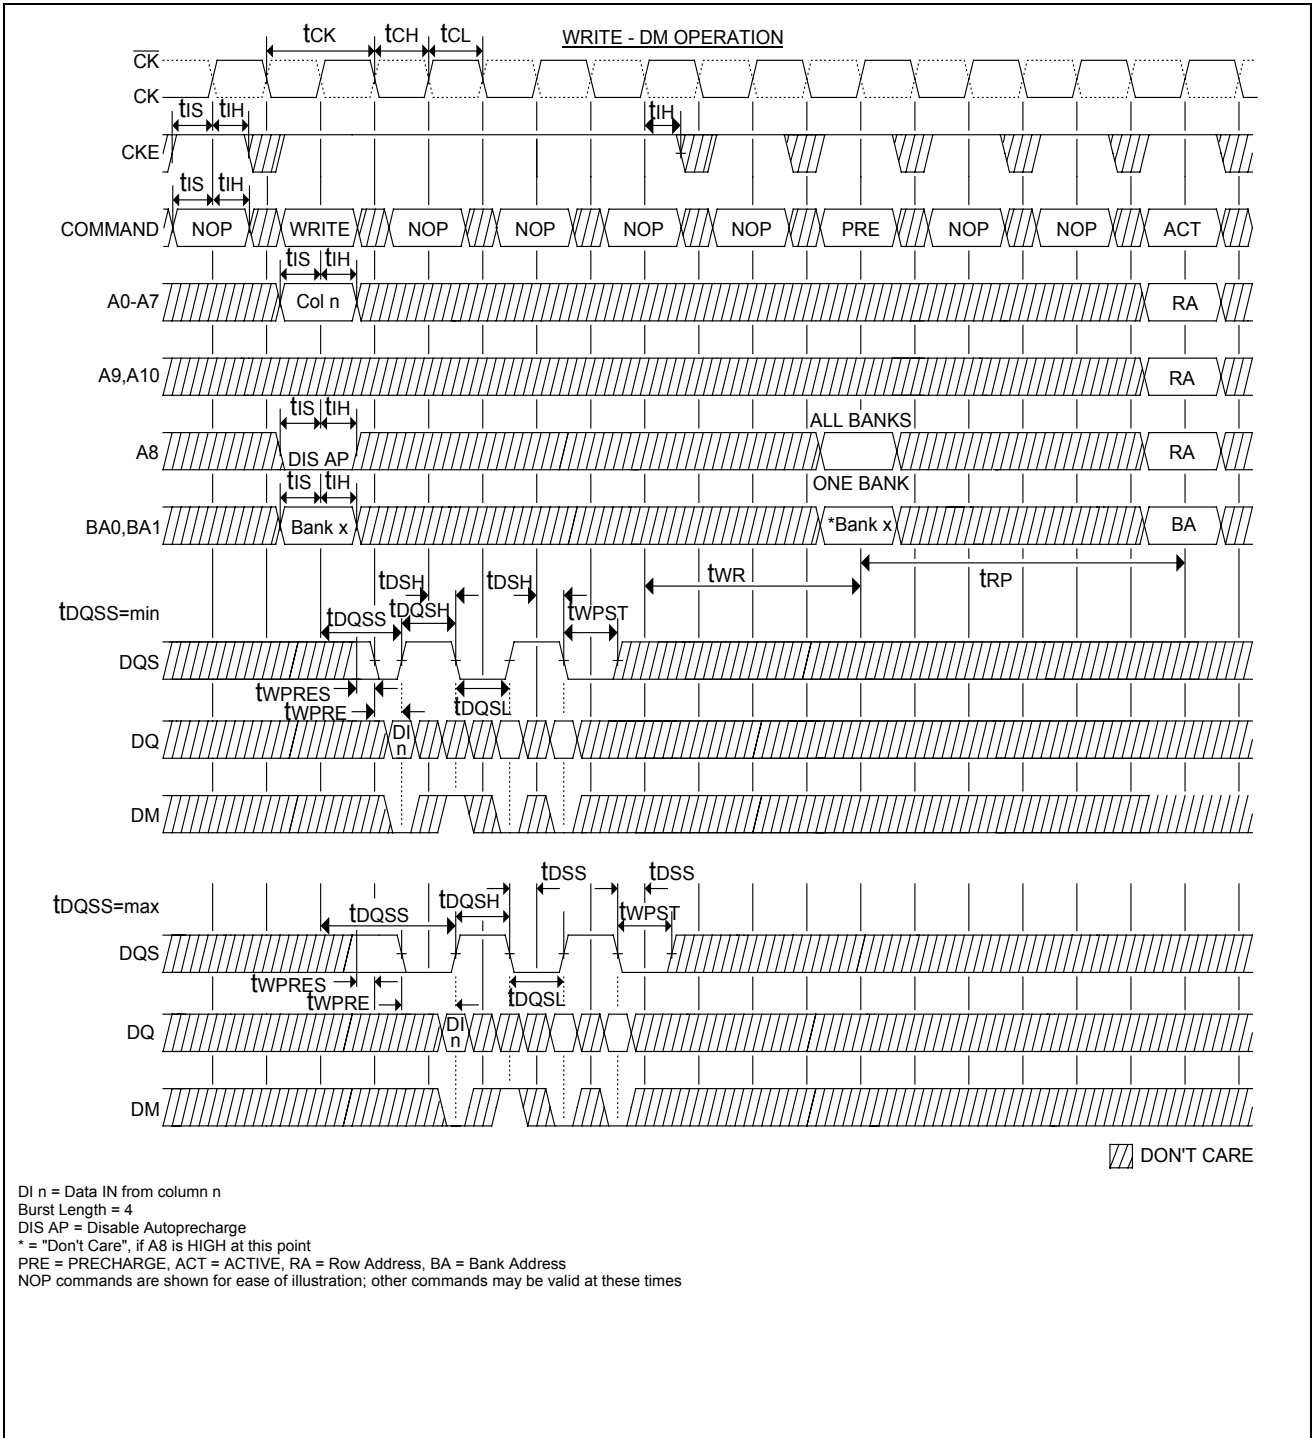 tCK tCH tCL WRITE - DM OPERATION
CK
CK
tIS tIH tIH
CKE
tIS tIH
COMMAND NOP WRITE NOP NOP NOP NOP PRE NOP NOP ACT
tIS tIH
A0-A7 Col n RA
A9,A10 RA
tIS tIH ALL BANKS
A8 DIS AP RA
tIS tIH ONE BANK
BA0,BA1 Bank x *Bank x BA
tDSH tDSH tWR tRP
tDQSS=min tDQSS tDQSH tWPST
DQS
tWPRES tDQSL
tWPRE
DQ DI n
DM
tDSS tDSS
tDQSS=max tDQSS tDQSH tWPST
DQS
tWPRES tDQSL
tWPRE
DQ DI n
DM
DON'T CARE
DI n = Data IN from column n
Burst Length = 4
DIS AP = Disable Autoprecharge
* = "Don't Care", if A8 is HIGH at this point
PRE = PRECHARGE, ACT = ACTIVE, RA = Row Address, BA = Bank Address
NOP commands are shown for ease of illustration; other commands may be valid at these times